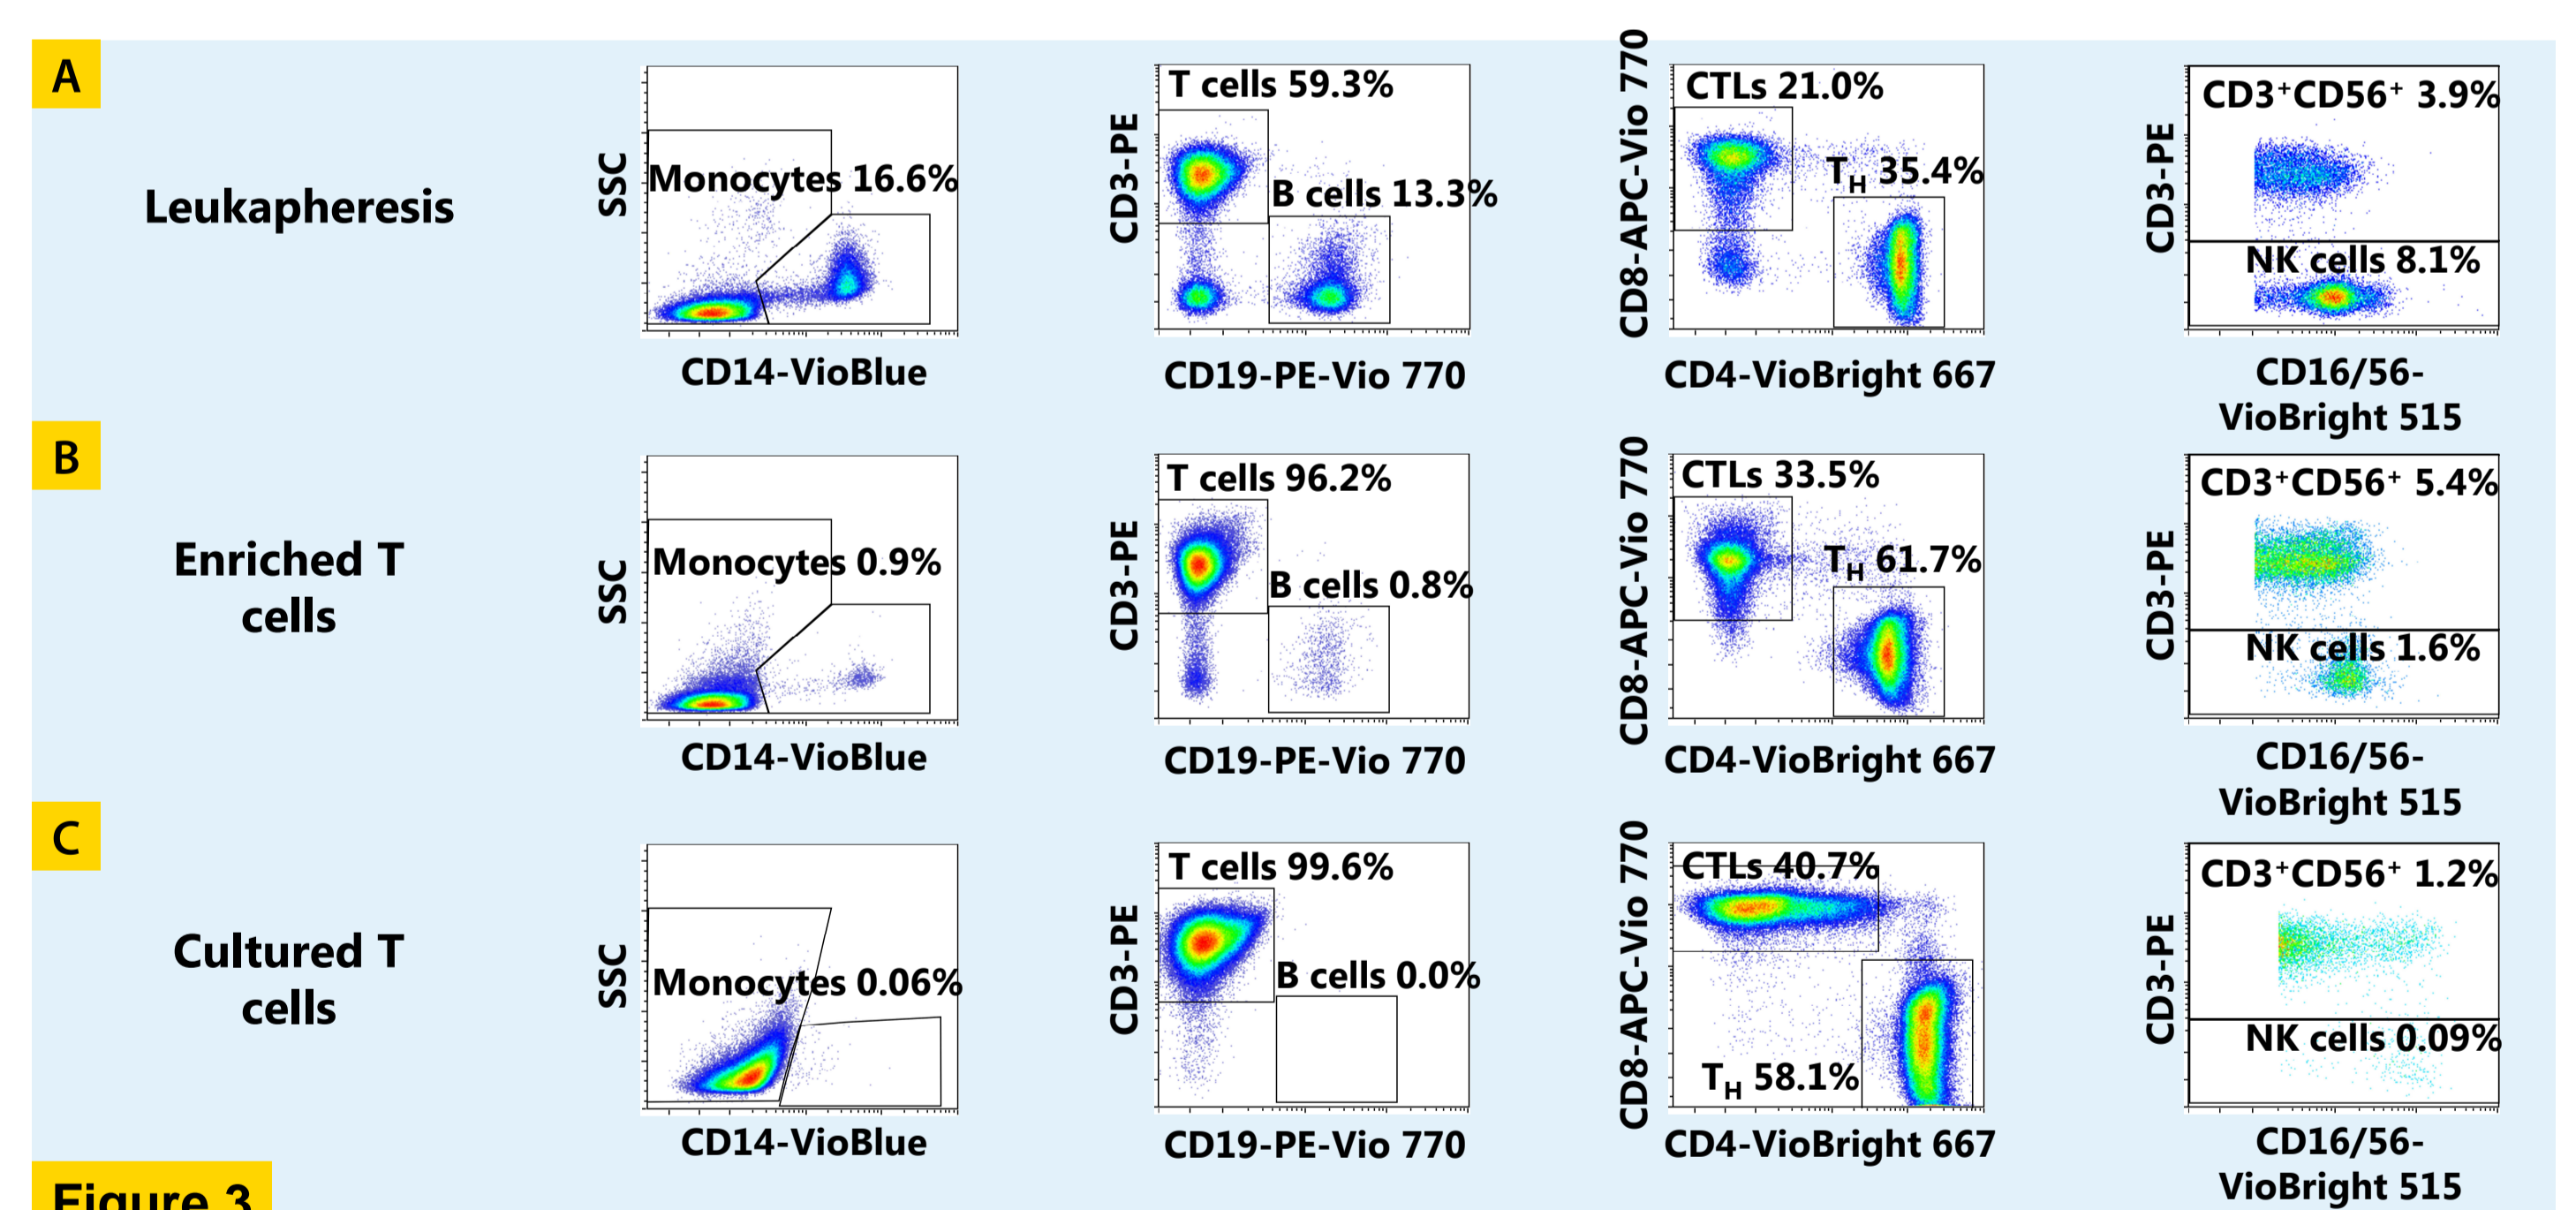 A
Leukapheresis
SSC
Monocytes 16.6%
CD14-VioBlue
CD3-PE
T cells 59.3%
B cells 13.3%
CD19-PE-Vio 770
CD8-APC-Vio 770
CTLs 21.0%
TH 35.4%
CD4-VioBright 667
CD3-PE
CD3+CD56+ 3.9%
NK cells 8.1%
CD16/56-
VioBright 515
B
Enriched T
cells
SSC
Monocytes 0.9%
CD14-VioBlue
CD3-PE
T cells 96.2%
B cells 0.8%
CD19-PE-Vio 770
CD8-APC-Vio 770
CTLs 33.5%
TH 61.7%
CD4-VioBright 667
CD3-PE
CD3+CD56+ 5.4%
NK cells 1.6%
CD16/56-
VioBright 515
C
Cultured T
cells
SSC
Monocytes 0.06%
CD14-VioBlue
CD3-PE
T cells 99.6%
B cells 0.0%
CD19-PE-Vio 770
CD8-APC-Vio 770
CTLs 40.7%
TH 58.1%
CD4-VioBright 667
CD3-PE
CD3+CD56+ 1.2%
NK cells 0.09%
CD16/56-
VioBright 515
Figure 3